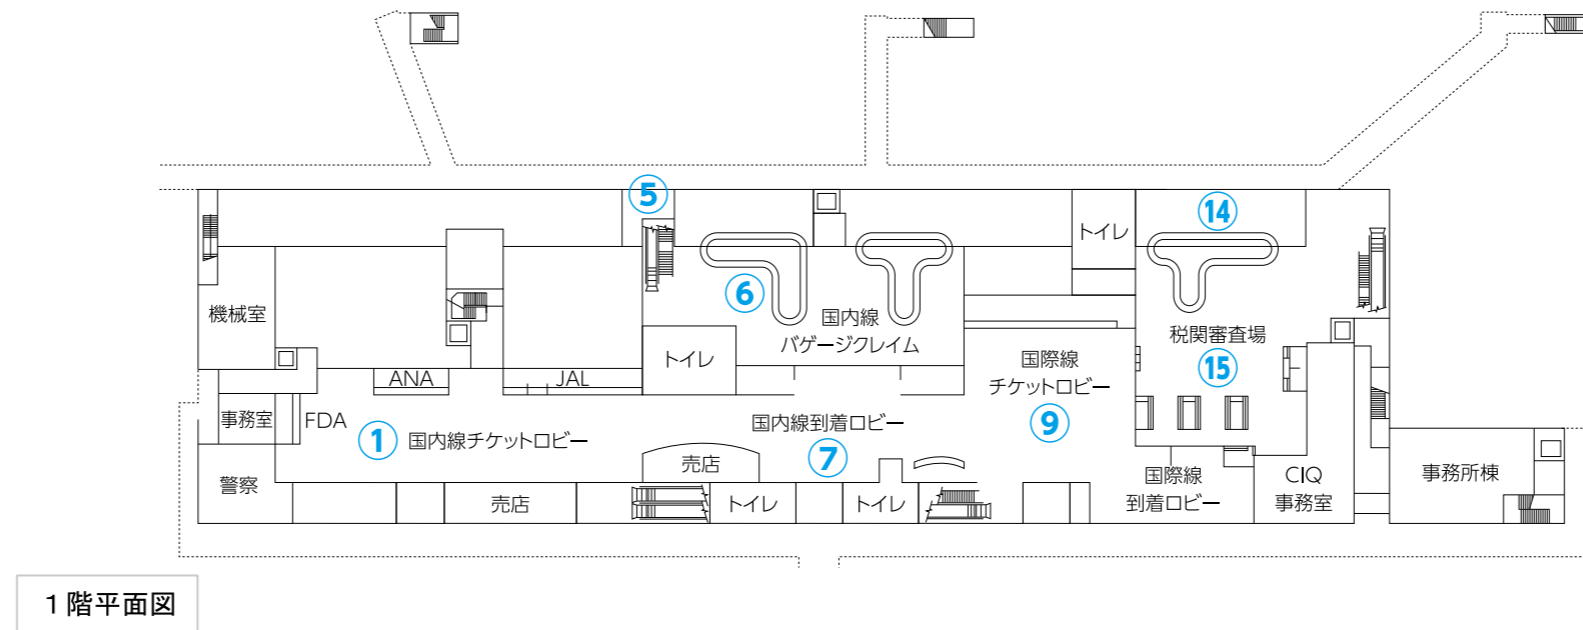 ⑤
⑭
トイレ
⑥
機械室
国内線
バゲージクレイム
税関審査場
トイレ
国際線
チケットロビー
⑮
ANA
JAL
事務室
FDA
①
国内線チケットロビー
国内線到着ロビー
⑦
⑨
売店
警察
売店
トイレ
トイレ
国際線
到着ロビー
CIQ
事務室
事務所棟
1階平面図